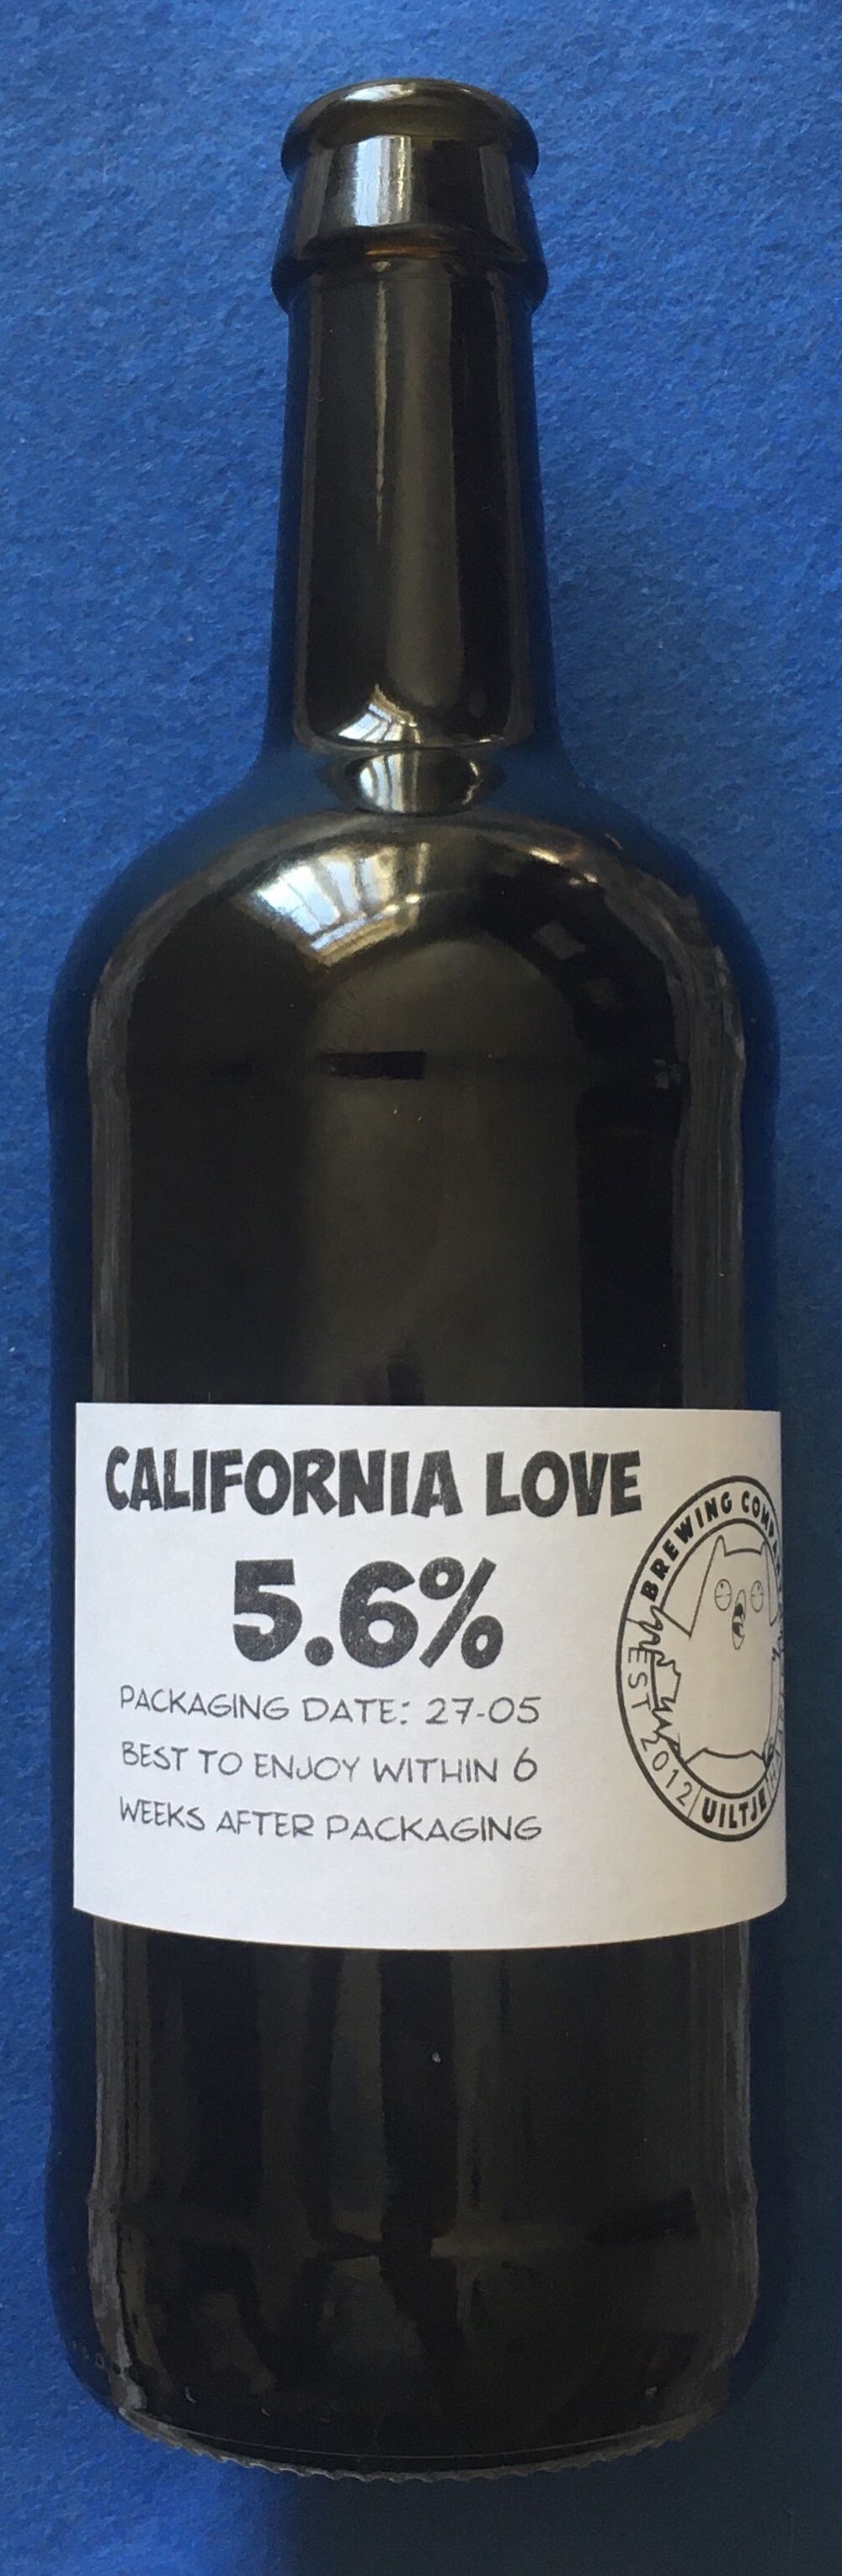 CALIFORNIA LOVE
5.6%
PACKAGING DATE: 27-05
BEST TO ENJOY WITHIN 6
WEEKS AFTER PACKAGING
BREWING
EST 2012
UILTJE